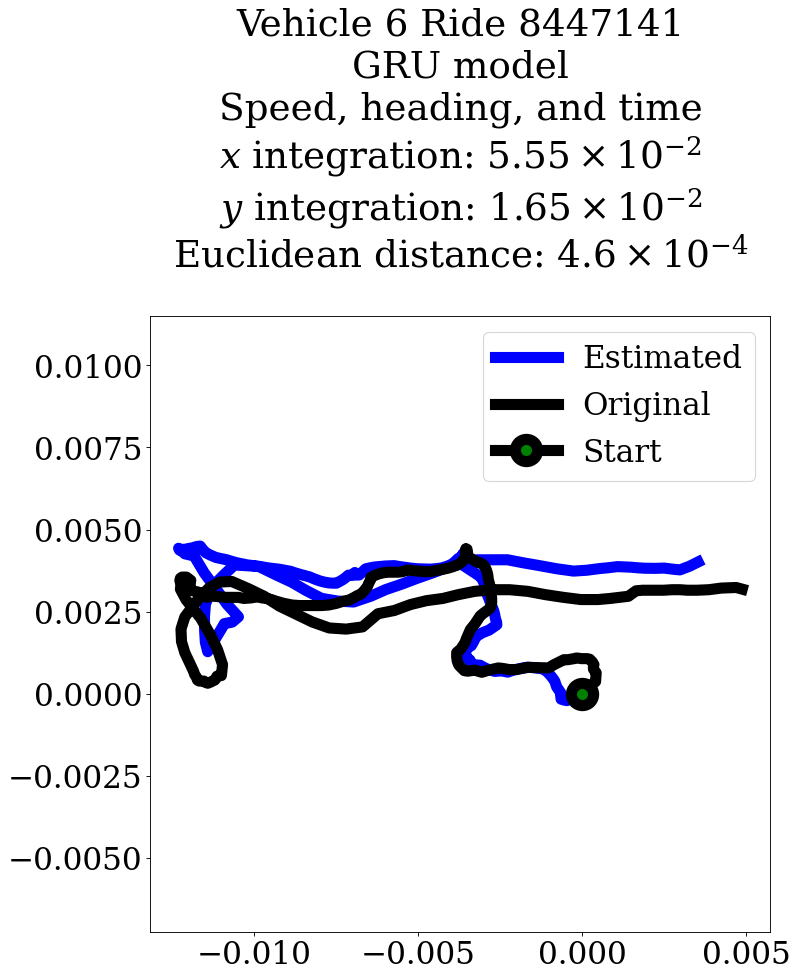 Vehicle 6 Ride 8447141
GRU model
Speed, heading, and time
x integration: 5.55 × 10⁻²
y integration: 1.65 × 10⁻²
Euclidean distance: 4.6 × 10⁻⁴
Estimated
Original
Start
0.0100
0.0075
0.0050
0.0025
0.0000
−0.0025
−0.0050
−0.010 −0.005 0.000 0.005